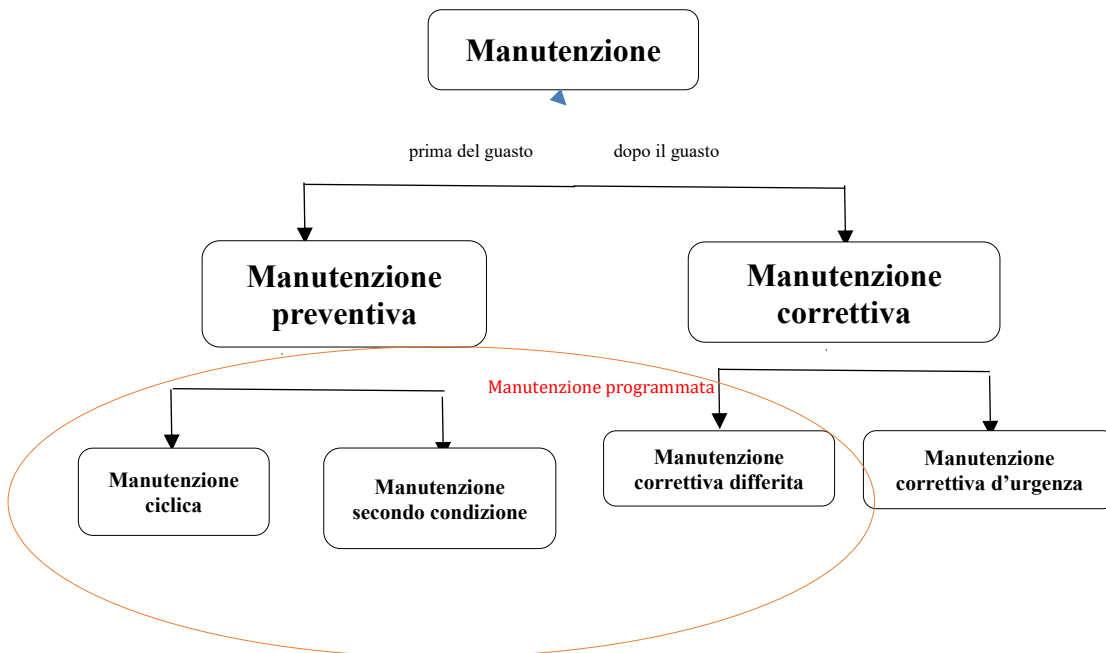 Manutenzione
prima del guasto
dopo il guasto
Manutenzione
preventiva
Manutenzione
correttiva
Manutenzione programmata
Manutenzione
ciclica
Manutenzione
secondo condizione
Manutenzione
correttiva differita
Manutenzione
correttiva d’urgenza